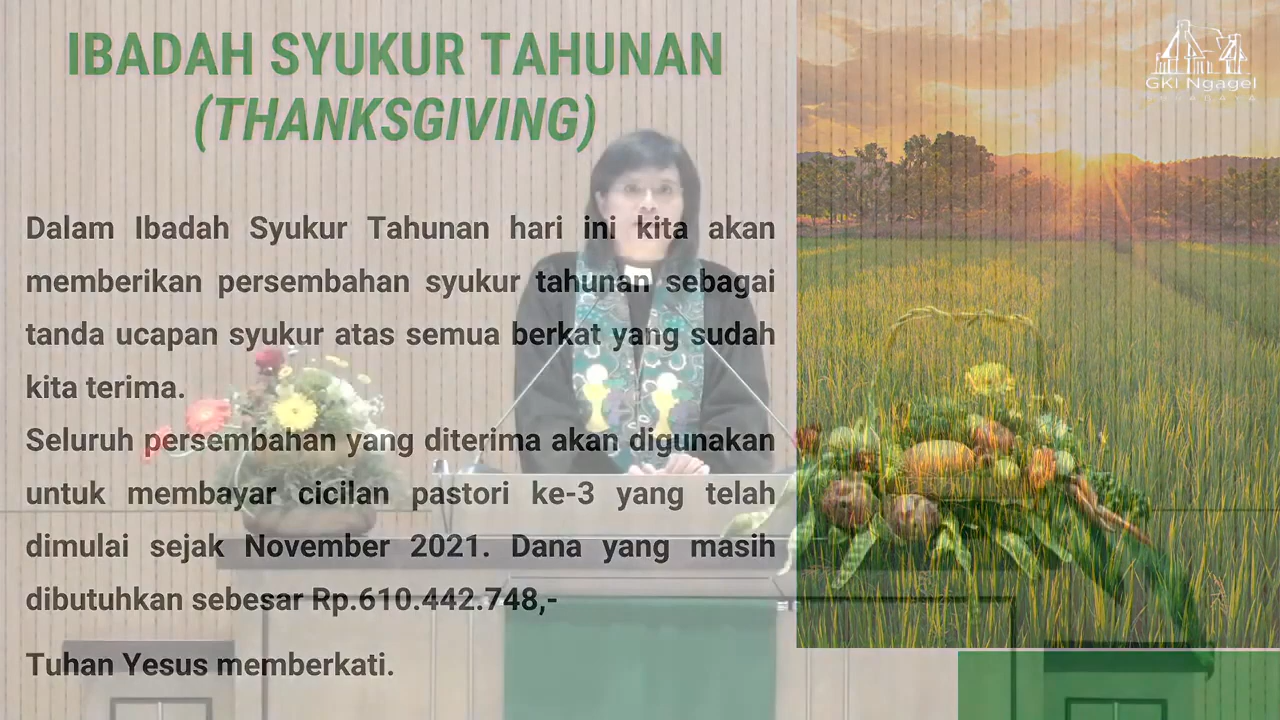 IBADAH SYUKUR TAHUNAN
(THANKSGIVING)
GKI Ngagel
Dalam Ibadah Syukur Tahunan hari ini kita akan
memberikan persembahan syukur tahunan sebagai
tanda ucapan syukur atas semua berkat yang sudah
kita terima.
Seluruh persembahan yang diterima akan digunakan
untuk membayar cicilan pastori ke-3 yang telah
dimulai sejak November 2021. Dana yang masih
dibutuhkan sebesar Rp.610.442.748,-
Tuhan Yesus memberkati.